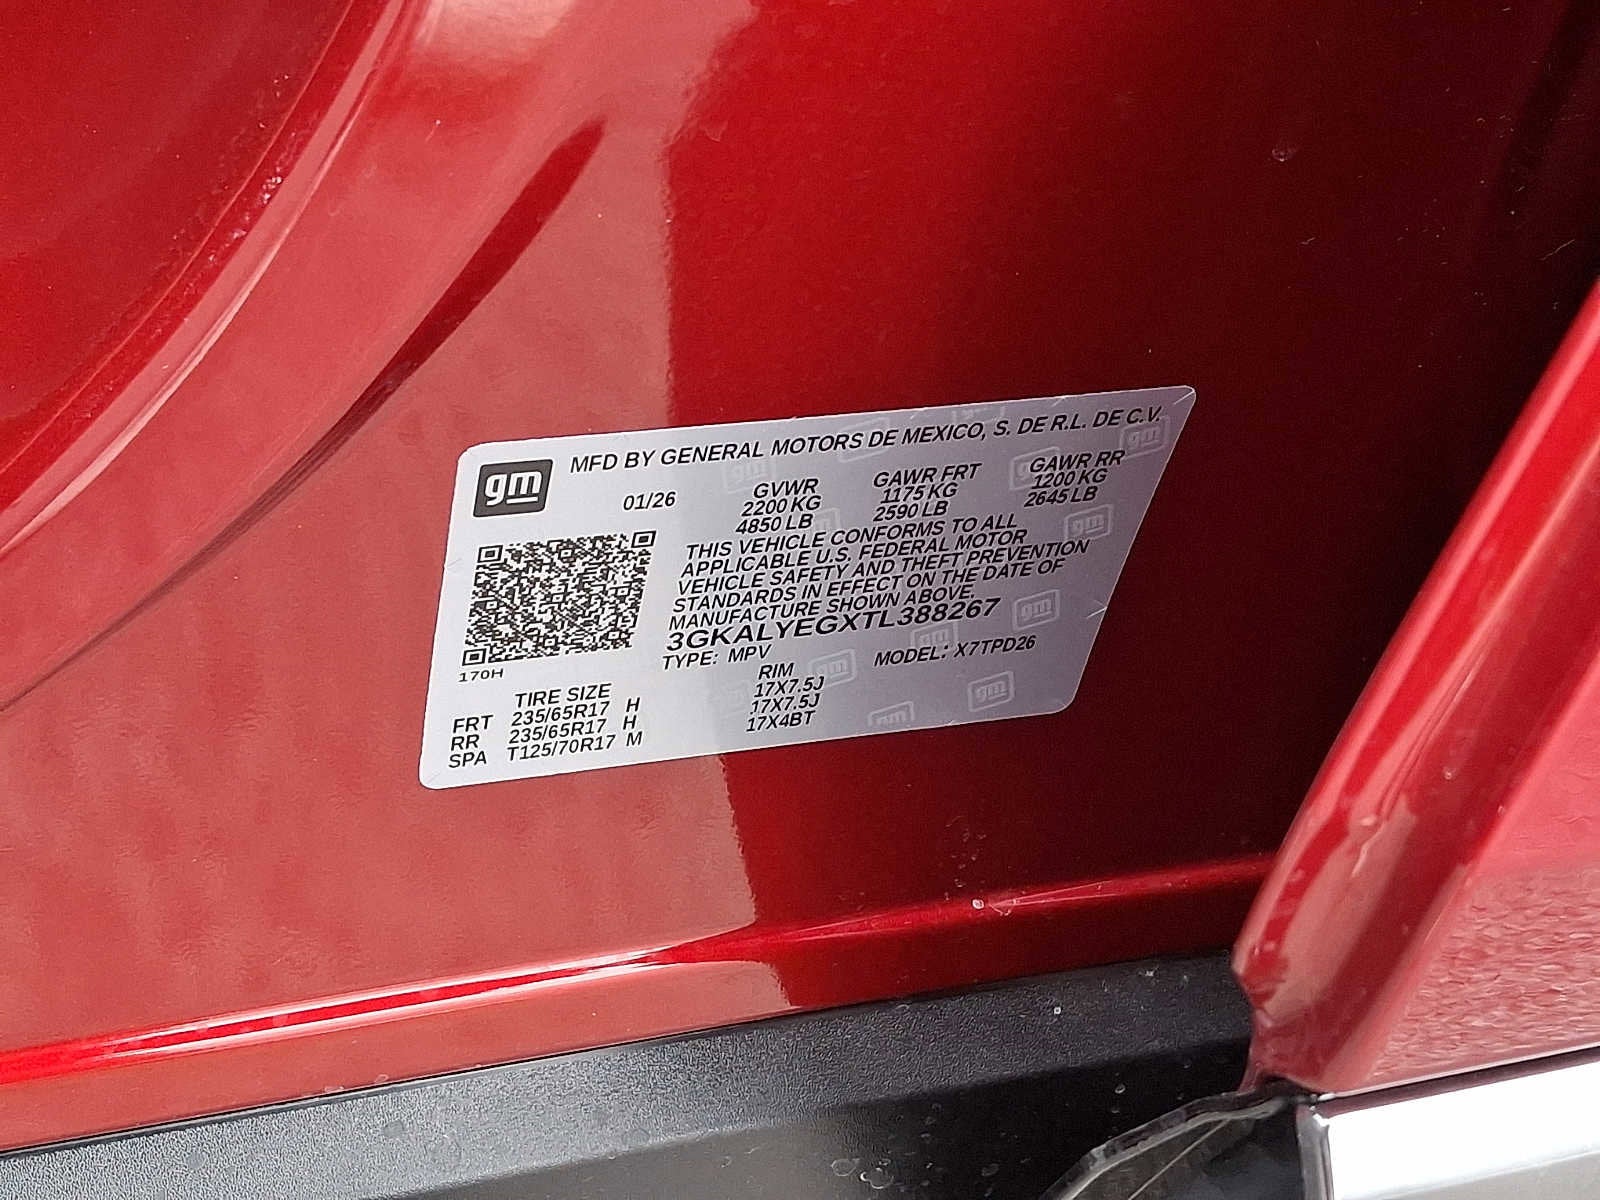 gm
MFD BY GENERAL MOTORS DE MEXICO, S. DE R.L. DE C.V.
01/26
GVWR GAWR FRT GAWR RR
2200 KG 1175 KG 1200 KG
4850 LB 2590 LB 2645 LB
THIS VEHICLE CONFORMS TO ALL
APPLICABLE U.S. FEDERAL MOTOR
VEHICLE SAFETY AND THEFT PREVENTION
STANDARDS IN EFFECT ON THE DATE OF
MANUFACTURE SHOWN ABOVE.
3GKALYEGXTL388267
TYPE: MPV MODEL: X7TPD26
170H
TIRE SIZE RIM
FRT 235/65R17 H 17X7.5J
RR 235/65R17 H 17X7.5J
SPA T125/70R17 M 17X4BT